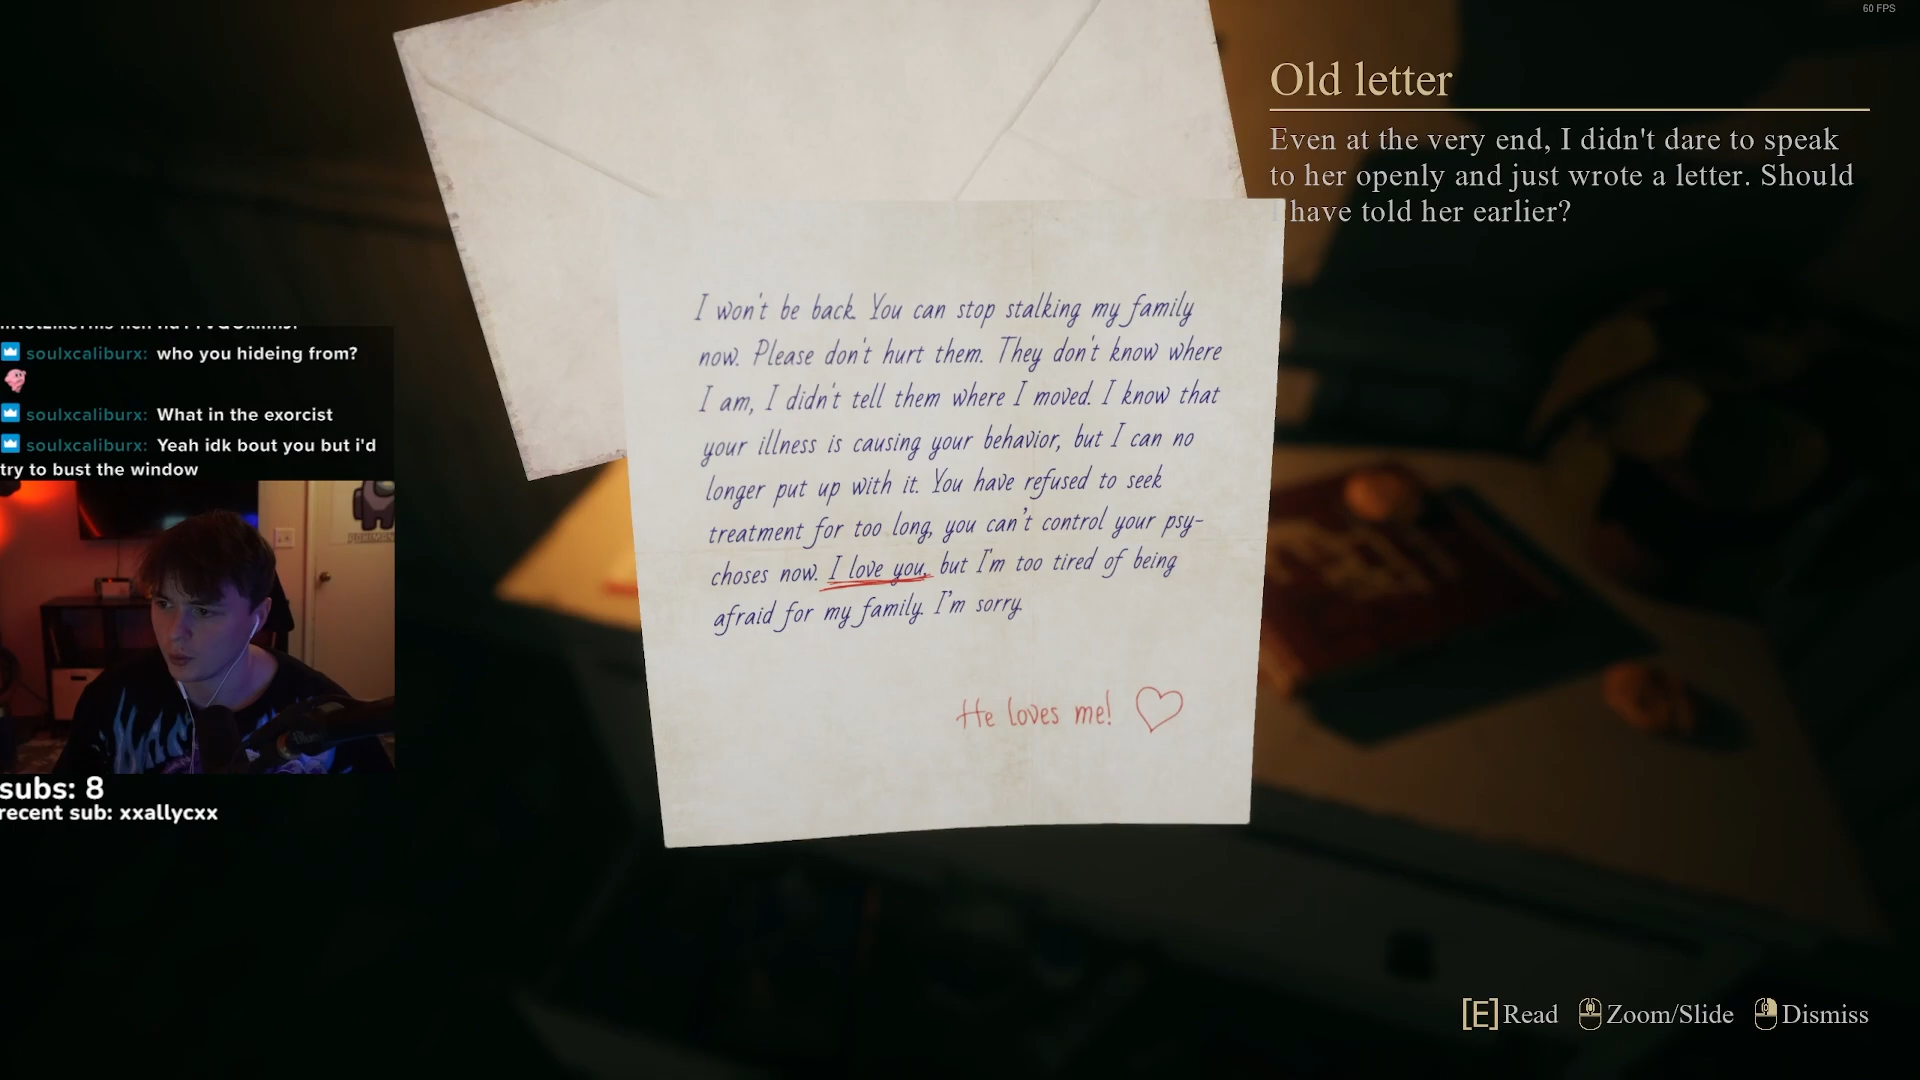 60 FPS
Old letter
Even at the very end, I didn't dare to speak
to her openly and just wrote a letter. Should
have told her earlier?
I won't be back. You can stop stalking my family
now. Please don't hurt them. They don't know where
I am, I didn't tell them where I moved. I know that
your illness is causing your behavior, but I can no
longer put up with it. You have refused to seek
treatment for too long, you can't control your psy-
choses now. I love you, but I'm too tired of being
afraid for my family. I'm sorry.
He loves me!
soulxcaliburx: who you hideing from?
soulxcaliburx: What in the exorcist
soulxcaliburx: Yeah idk bout you but i'd
try to bust the window
subs: 8
recent sub: xxallycxx
[E] Read Zoom/Slide Dismiss